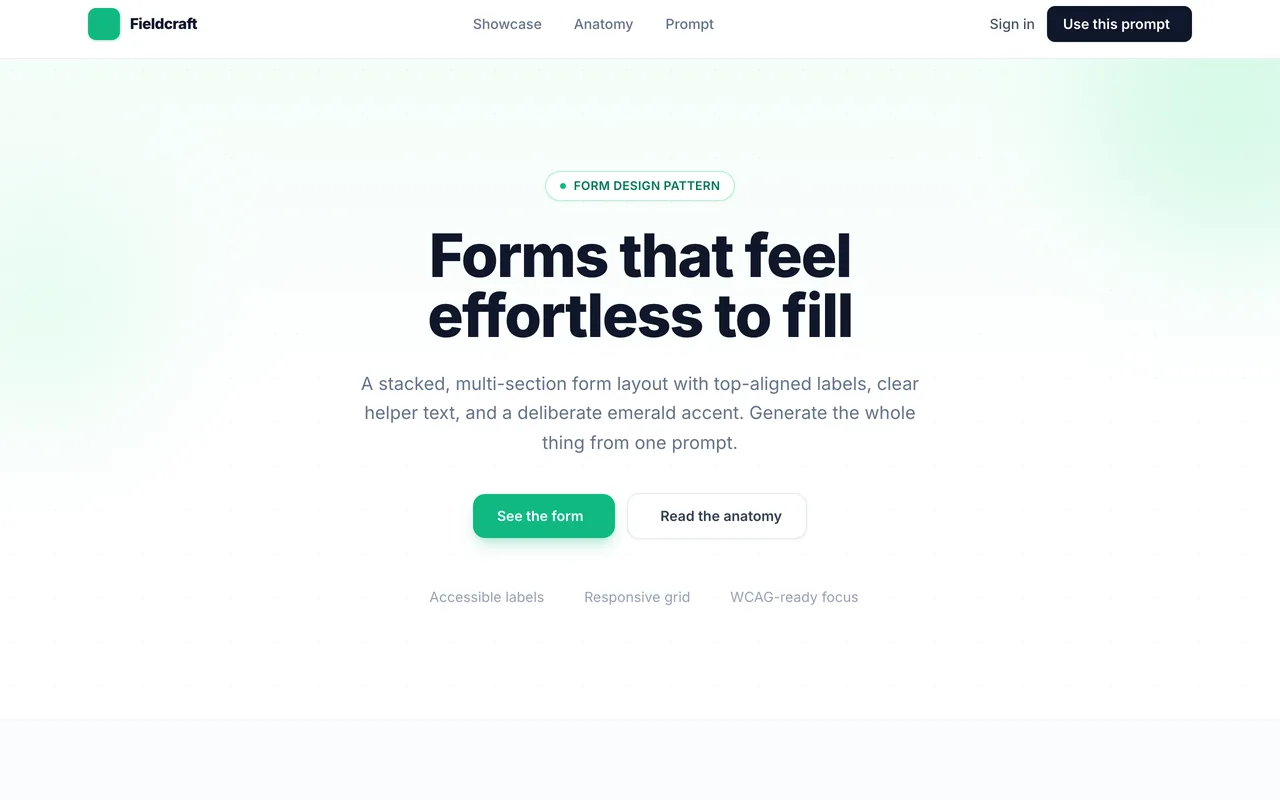 Fieldcraft
Showcase
Anatomy
Prompt
Sign in
Use this prompt
FORM DESIGN PATTERN
Forms that feel
effortless to fill
A stacked, multi-section form layout with top-aligned labels, clear
helper text, and a deliberate emerald accent. Generate the whole
thing from one prompt.
See the form
Read the anatomy
Accessible labels
Responsive grid
WCAG-ready focus